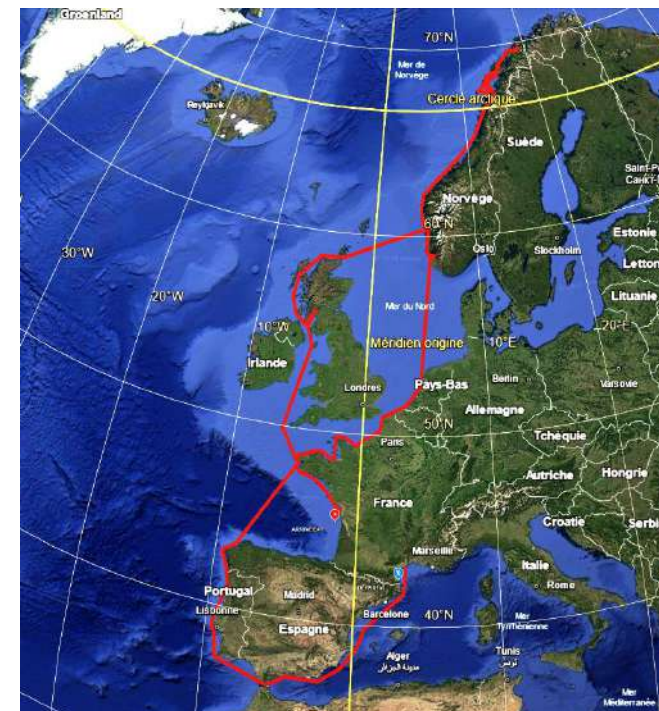 Groenland
70°N
Mer de
Norvège
Reykjavik
Cercle arctique
Suède
Norvège
60°N
Oslo
Stockholm
Estonie
30°W
20°W
Mer du Nord
Lituanie
10°W
Irlande
Méridien origine
10°E
20°E
Londres
Pays-Bas
Berlin
Varsovie
Allemagne
50°N
Paris
Tchéquie
Autriche
Hongrie
France
Croatie
Serbi
Marseille
Italie
Rome
Portugal
Madrid
Barcelone
Lisbonne
Espagne
40°N
Mer
Tyrrhénienne
Alger
Tunis
تونس
Mer
Méditerranée